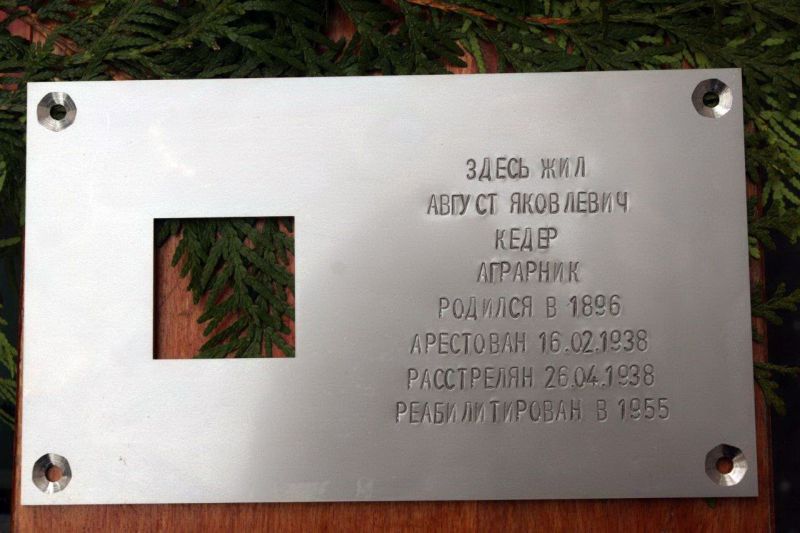 ЗДЕСЬ ЖИЛ
АВГУСТ ЯКОВЛЕВИЧ
КЕДЕР
АГРАРНИК
РОДИЛСЯ В 1896
АРЕСТОВАН 16.02.1938
РАССТРЕЛЯН 26.04.1938
РЕАБИЛИТИРОВАН В 1955